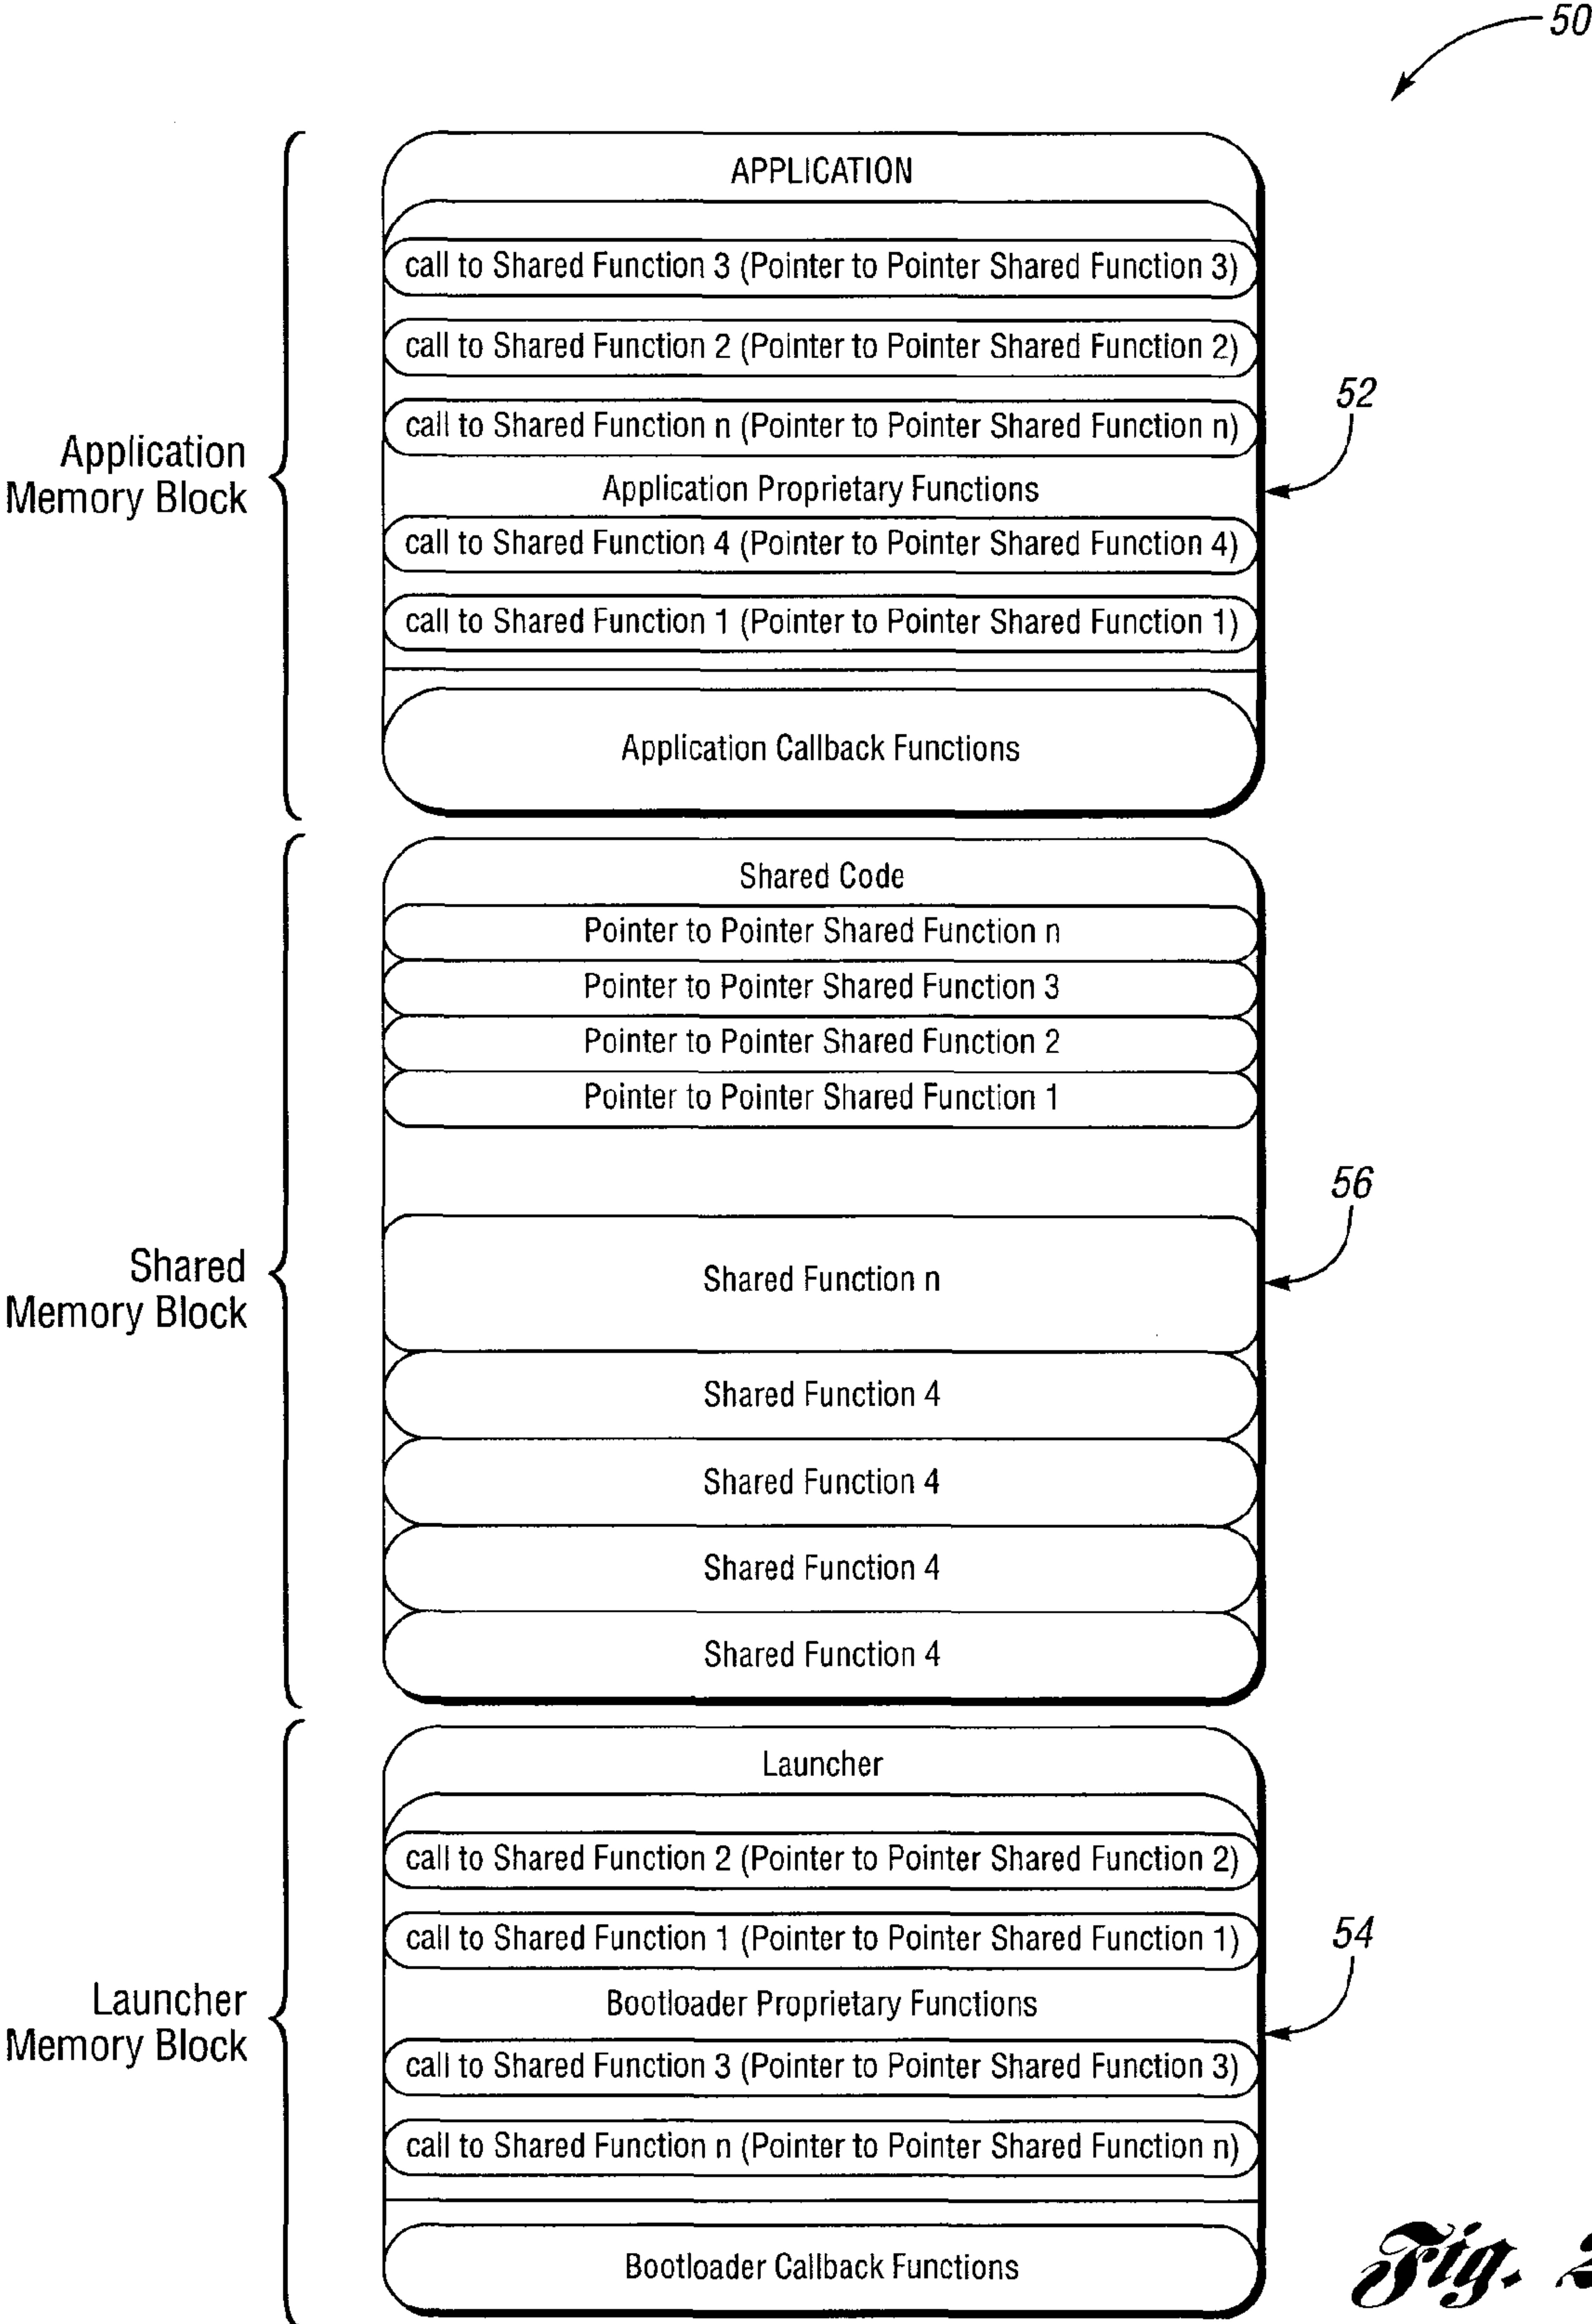 50
APPLICATION
call to Shared Function 3 (Pointer to Pointer Shared Function 3)
call to Shared Function 2 (Pointer to Pointer Shared Function 2)
call to Shared Function n (Pointer to Pointer Shared Function n)
52
Application
Memory Block
Application Proprietary Functions
call to Shared Function 4 (Pointer to Pointer Shared Function 4)
call to Shared Function 1 (Pointer to Pointer Shared Function 1)
Application Callback Functions
Shared Code
Pointer to Pointer Shared Function n
Pointer to Pointer Shared Function 3
Pointer to Pointer Shared Function 2
Pointer to Pointer Shared Function 1
56
Shared
Memory Block
Shared Function n
Shared Function 4
Shared Function 4
Shared Function 4
Shared Function 4
Launcher
call to Shared Function 2 (Pointer to Pointer Shared Function 2)
call to Shared Function 1 (Pointer to Pointer Shared Function 1)
54
Launcher
Memory Block
Bootloader Proprietary Functions
call to Shared Function 3 (Pointer to Pointer Shared Function 3)
call to Shared Function n (Pointer to Pointer Shared Function n)
Bootloader Callback Functions
Fig.